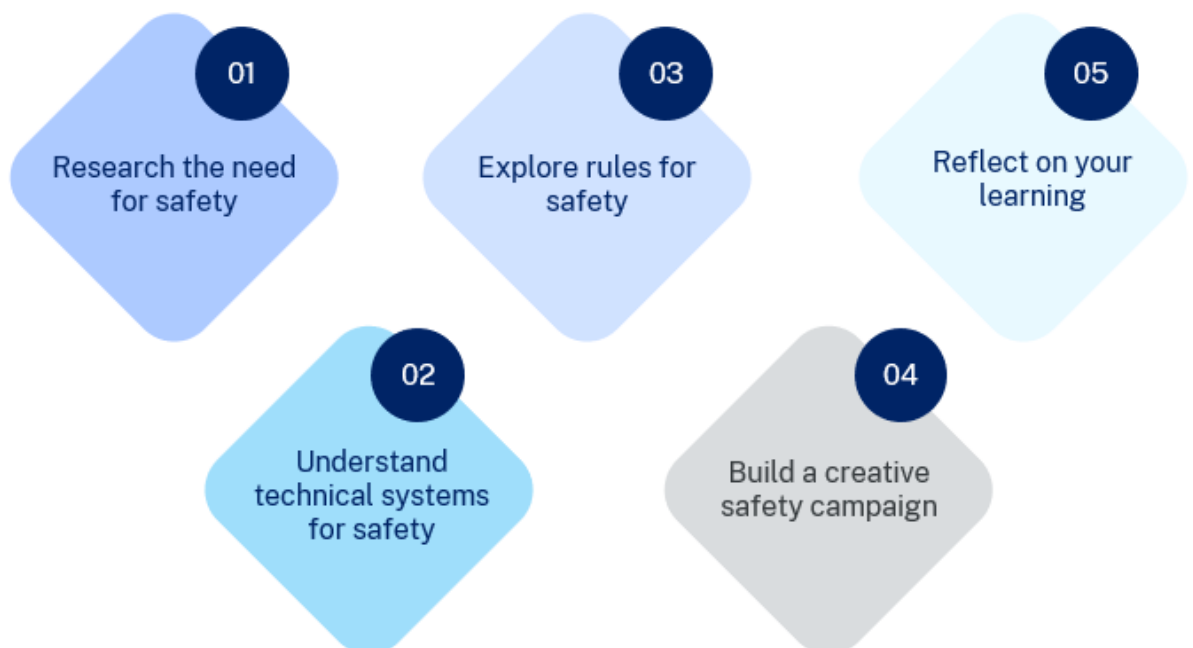 01
Research the need
for safety
02
Understand
technical systems
for safety
03
Explore rules for
safety
04
Build a creative
safety campaign
05
Reflect on your
learning